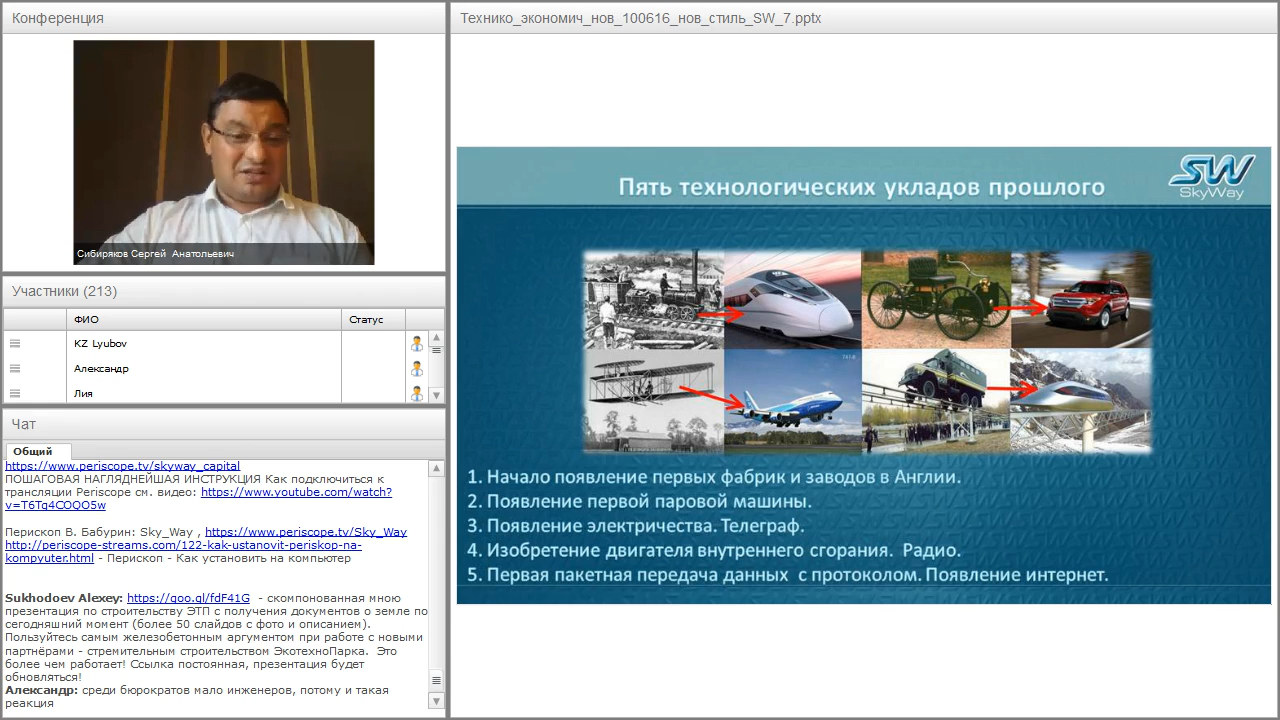 Конференция
Сибиряков Сергей Анатольевич
Участники (213)
ФИО
Статус
KZ Lyubov
Александр
Лия
Чат
Общий
https://www.periscope.tv/skyway_capital
ПОШАГОВАЯ НАГЛЯДНЕЙШАЯ ИНСТРУКЦИЯ Как подключиться к
трансляции Periscope см. видео: https://www.youtube.com/watch?
v=T6Tg4COQO5w
Перископ В. Бабурин: Sky_Way , https://www.periscope.tv/Sky_Way
http://periscope-streams.com/122-kak-ustanovit-periskop-na-
kompyuter.html - Перископ - Как установить на компьютер
Sukhodoev Alexey: https://goo.gl/fdF41G - скомпонованная мною
презентация по строительству ЭТП с получения документов о земле по
сегодняшний момент (более 50 слайдов с фото и описанием).
Пользуйтесь самым железобетонным аргументом при работе с новыми
партнёрами - стремительным строительством ЭкотехноПарка. Это
более чем работает! Ссылка постоянная, презентация будет
обновляться!
Александр: среди бюрократов мало инженеров, потому и такая
реакция
Технико_экономич_нов_100616_нов_стиль_SW_7.pptx
Пять технологических укладов прошлого
SW
SkyWay
1. Начало появление первых фабрик и заводов в Англии.
2. Появление первой паровой машины.
3. Появление электричества. Телеграф.
4. Изобретение двигателя внутреннего сгорания. Радио.
5. Первая пакетная передача данных с протоколом. Появление интернет.